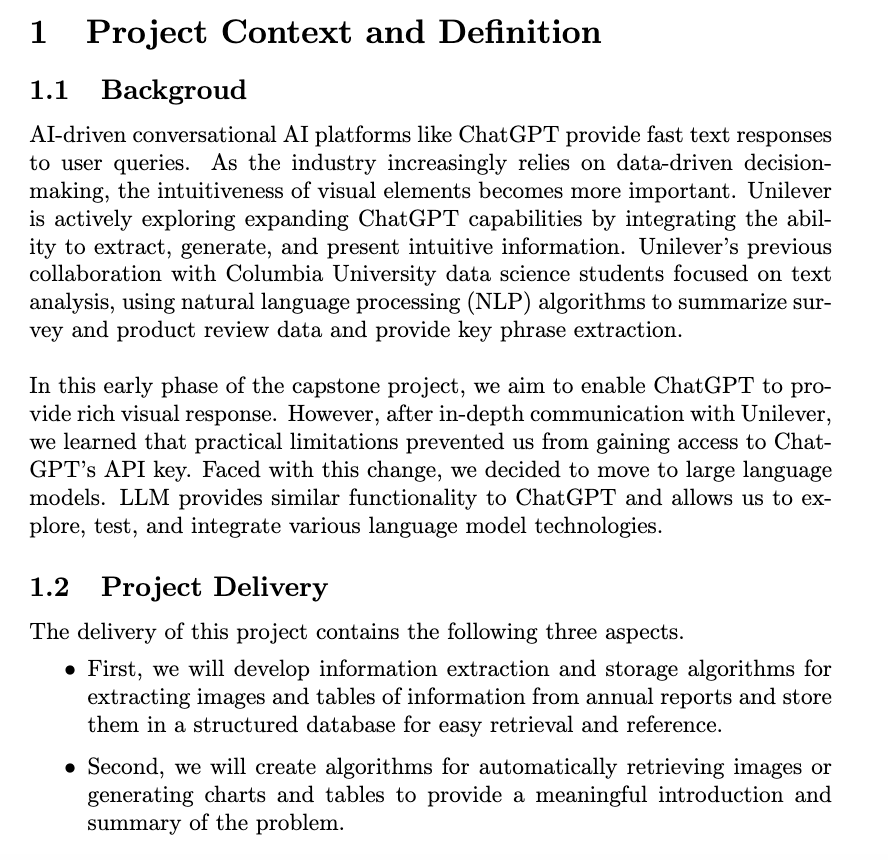 1 Project Context and Definition
1.1 Backgroud
AI-driven conversational AI platforms like ChatGPT provide fast text responses
to user queries. As the industry increasingly relies on data-driven decision-
making, the intuitiveness of visual elements becomes more important. Unilever
is actively exploring expanding ChatGPT capabilities by integrating the abil-
ity to extract, generate, and present intuitive information. Unilever's previous
collaboration with Columbia University data science students focused on text
analysis, using natural language processing (NLP) algorithms to summarize sur-
vey and product review data and provide key phrase extraction.
In this early phase of the capstone project, we aim to enable ChatGPT to pro-
vide rich visual response. However, after in-depth communication with Unilever,
we learned that practical limitations prevented us from gaining access to Chat-
GPT's API key. Faced with this change, we decided to move to large language
models. LLM provides similar functionality to ChatGPT and allows us to ex-
plore, test, and integrate various language model technologies.
1.2 Project Delivery
The delivery of this project contains the following three aspects.
• First, we will develop information extraction and storage algorithms for
extracting images and tables of information from annual reports and store
them in a structured database for easy retrieval and reference.
• Second, we will create algorithms for automatically retrieving images or
generating charts and tables to provide a meaningful introduction and
summary of the problem.